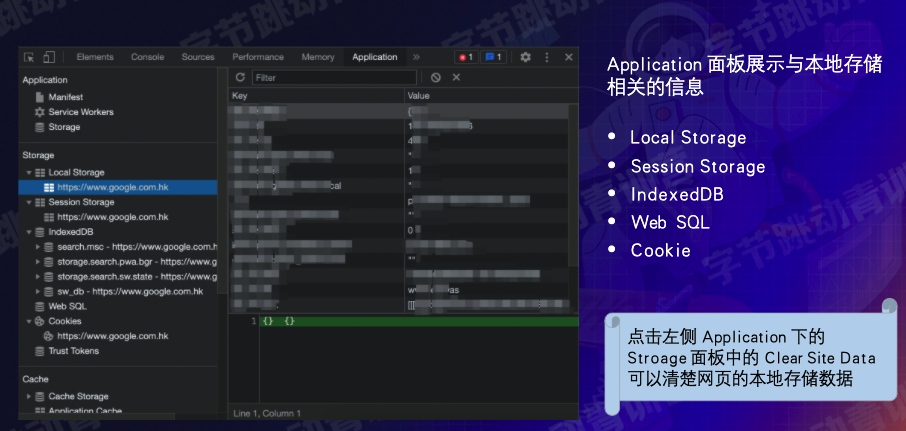 Elements Console Sources Performance Memory Application » 1 1
Application
Manifest
Service Workers
Storage
Storage
Local Storage
https://www.google.com.hk
Session Storage
https://www.google.com.hk
IndexedDB
search.msc - https://www.google.com.h
storage.search.pwa.bgr - https://www.g
storage.search.sw.state - https://www.g
sw_db - https://www.google.com.hk
Web SQL
Cookies
https://www.google.com.hk
Trust Tokens
Cache
Cache Storage
Application Cache
Filter
Key Value
1 {} {}
Line 1, Column 1
Application 面板展示与本地存储
相关的信息
• Local Storage
• Session Storage
• IndexedDB
• Web SQL
• Cookie
点击左侧 Application 下的
Stroage 面板中的 Clear Site Data
可以清楚网页的本地存储数据
字节跳动青训